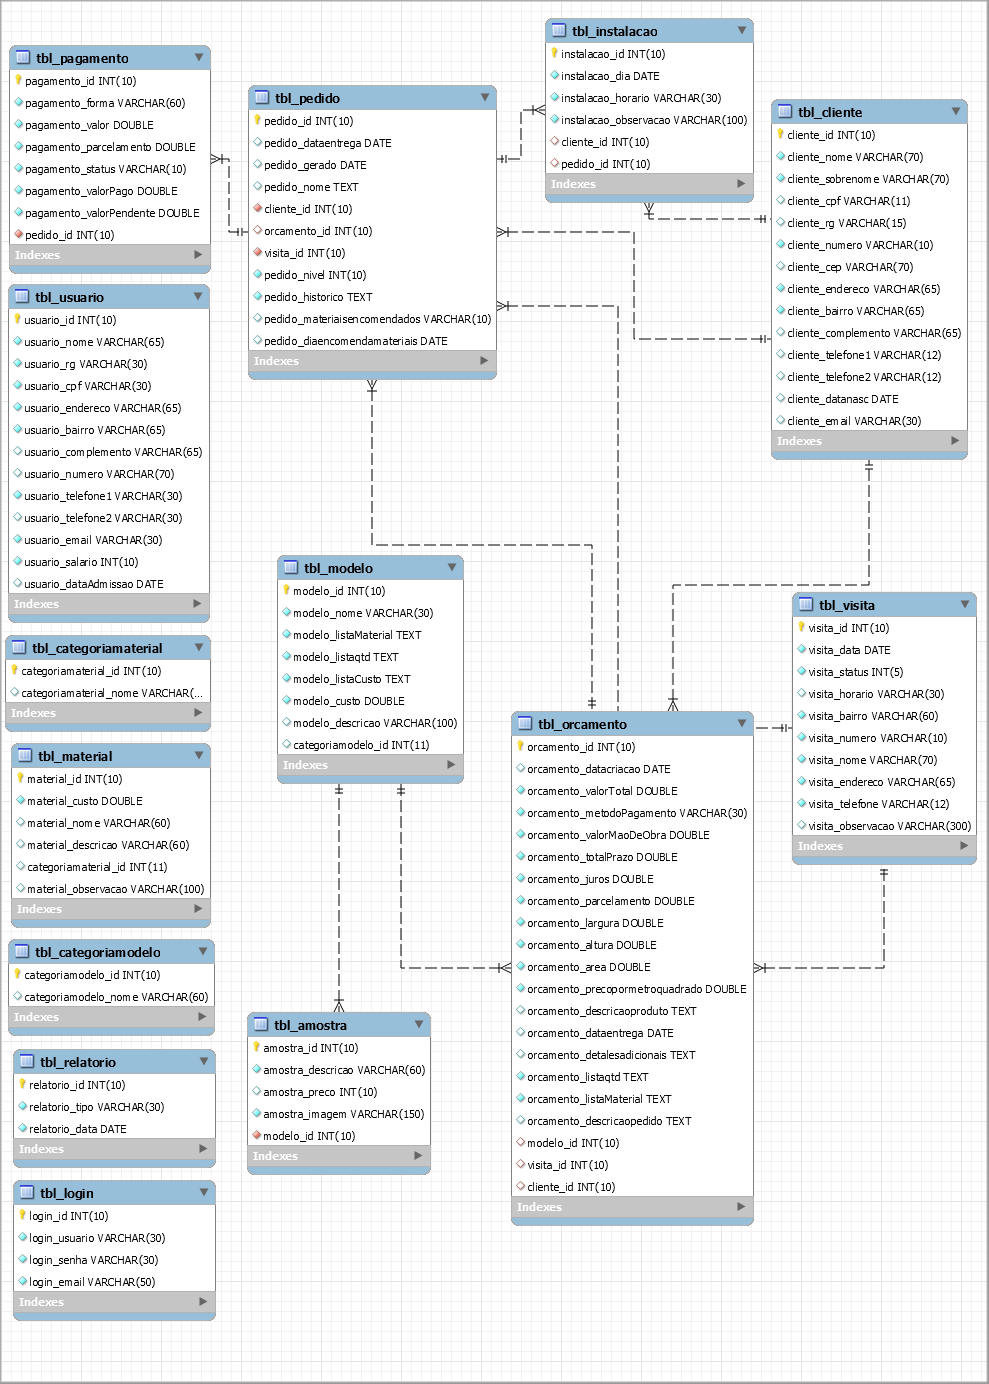 tbl_pagamento
pagamento_id INT(10)
pagamento_forma VARCHAR(60)
pagamento_valor DOUBLE
pagamento_parcelamento DOUBLE
pagamento_status VARCHAR(10)
pagamento_valorPago DOUBLE
pagamento_valorPendente DOUBLE
pedido_id INT(10)
Indexes
tbl_usuario
usuario_id INT(10)
usuario_nome VARCHAR(65)
usuario_rg VARCHAR(30)
usuario_cpf VARCHAR(30)
usuario_endereco VARCHAR(65)
usuario_bairro VARCHAR(65)
usuario_complemento VARCHAR(65)
usuario_numero VARCHAR(70)
usuario_telefone1 VARCHAR(30)
usuario_telefone2 VARCHAR(30)
usuario_email VARCHAR(30)
usuario_salario INT(10)
usuario_dataAdmissao DATE
Indexes
tbl_categoriamaterial
categoriamaterial_id INT(10)
categoriamaterial_nome VARCHAR(...
Indexes
tbl_material
material_id INT(10)
material_custo DOUBLE
material_nome VARCHAR(60)
material_descricao VARCHAR(60)
categoriamaterial_id INT(11)
material_observacao VARCHAR(100)
Indexes
tbl_categoriamodelo
categoriamodelo_id INT(10)
categoriamodelo_nome VARCHAR(60)
Indexes
tbl_relatorio
relatorio_id INT(10)
relatorio_tipo VARCHAR(30)
relatorio_data DATE
Indexes
tbl_login
login_id INT(10)
login_usuario VARCHAR(30)
login_senha VARCHAR(30)
login_email VARCHAR(50)
Indexes
tbl_pedido
pedido_id INT(10)
pedido_dataentrega DATE
pedido_gerado DATE
pedido_nome TEXT
cliente_id INT(10)
orcamento_id INT(10)
visita_id INT(10)
pedido_nivel INT(10)
pedido_historico TEXT
pedido_materiaisencomendados VARCHAR(10)
pedido_diaencomendamateriais DATE
Indexes
tbl_modelo
modelo_id INT(10)
modelo_nome VARCHAR(30)
modelo_listaMaterial TEXT
modelo_listaqtd TEXT
modelo_listaCusto TEXT
modelo_custo DOUBLE
modelo_descricao VARCHAR(100)
categoriamodelo_id INT(11)
Indexes
tbl_amostra
amostra_id INT(10)
amostra_descricao VARCHAR(60)
amostra_preco INT(10)
amostra_imagem VARCHAR(150)
modelo_id INT(10)
Indexes
tbl_instalacao
instalacao_id INT(10)
instalacao_dia DATE
instalacao_horario VARCHAR(30)
instalacao_observacao VARCHAR(100)
cliente_id INT(10)
pedido_id INT(10)
Indexes
tbl_orcamento
orcamento_id INT(10)
orcamento_datacriacao DATE
orcamento_valorTotal DOUBLE
orcamento_metodoPagamento VARCHAR(30)
orcamento_valorMaoDeObra DOUBLE
orcamento_totalPrazo DOUBLE
orcamento_juros DOUBLE
orcamento_parcelamento DOUBLE
orcamento_largura DOUBLE
orcamento_altura DOUBLE
orcamento_area DOUBLE
orcamento_precopormetroquadrado DOUBLE
orcamento_descricaoproduto TEXT
orcamento_dataentrega DATE
orcamento_detalesadicionais TEXT
orcamento_listaqtd TEXT
orcamento_listaMaterial TEXT
orcamento_descricaopedido TEXT
modelo_id INT(10)
visita_id INT(10)
cliente_id INT(10)
Indexes
tbl_cliente
cliente_id INT(10)
cliente_nome VARCHAR(70)
cliente_sobrenome VARCHAR(70)
cliente_cpf VARCHAR(11)
cliente_rg VARCHAR(15)
cliente_numero VARCHAR(10)
cliente_cep VARCHAR(70)
cliente_endereco VARCHAR(65)
cliente_bairro VARCHAR(65)
cliente_complemento VARCHAR(65)
cliente_telefone1 VARCHAR(12)
cliente_telefone2 VARCHAR(12)
cliente_datanasc DATE
cliente_email VARCHAR(30)
Indexes
tbl_visita
visita_id INT(10)
visita_data DATE
visita_status INT(5)
visita_horario VARCHAR(30)
visita_bairro VARCHAR(60)
visita_numero VARCHAR(10)
visita_nome VARCHAR(70)
visita_endereco VARCHAR(65)
visita_telefone VARCHAR(12)
visita_observacao VARCHAR(300)
Indexes